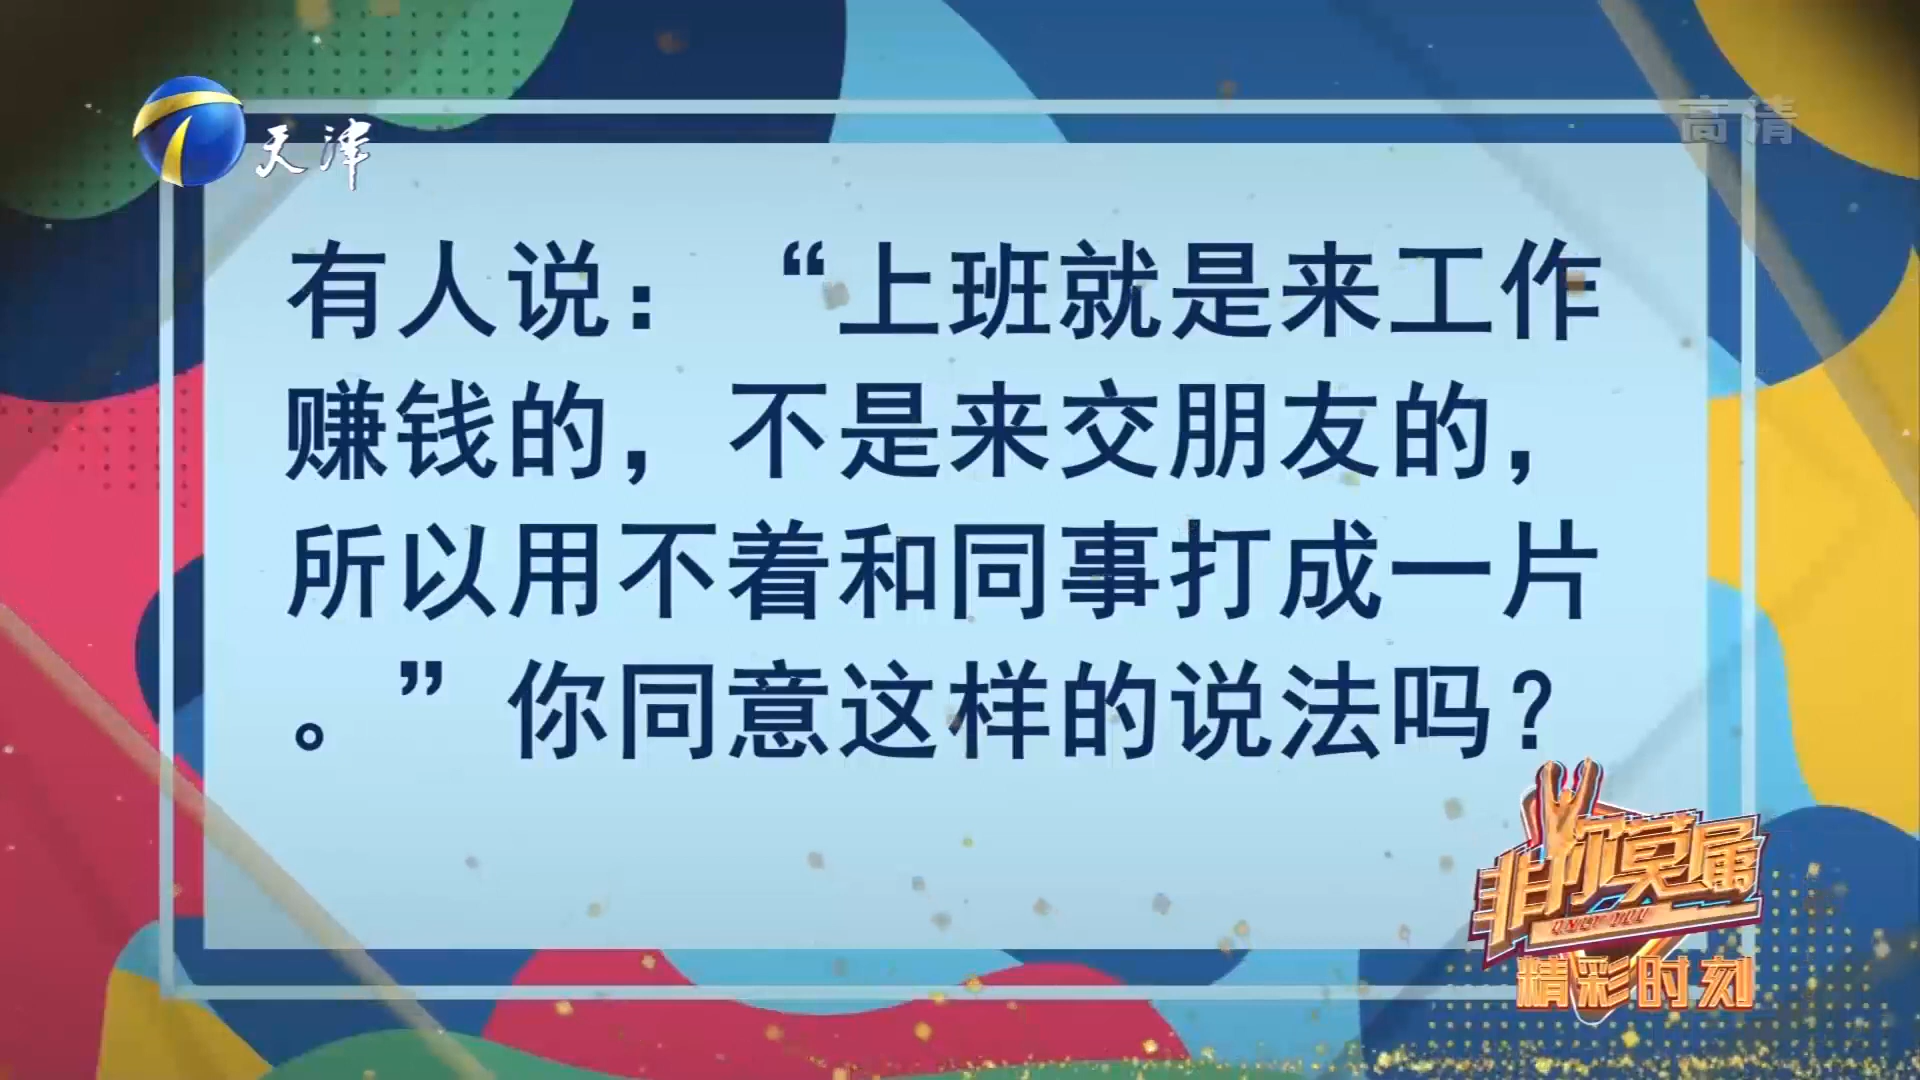 天津
高清
有人说：“上班就是来工作
赚钱的，不是来交朋友的，
所以用不着和同事打成一片
。”你同意这样的说法吗？
非你莫属
ONLY YOU
精彩时刻